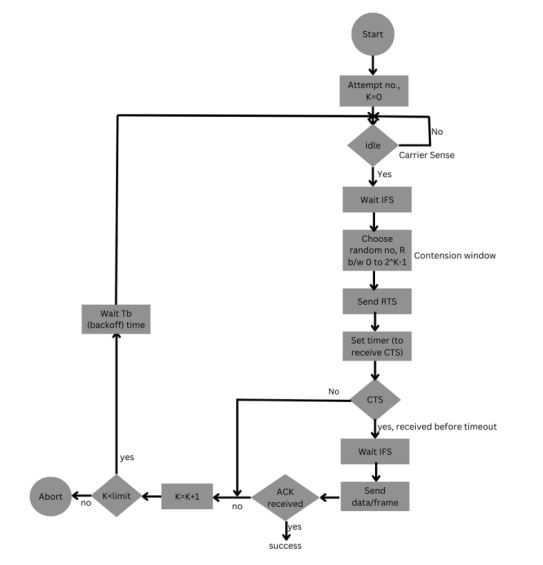 Start
Attempt no.,
K=0
No
idle
Carrier Sense
Yes
Wait IFS
Choose
random no, R
b/w 0 to 2^K-1
Contension window
Send RTS
Wait Tb
(backoff) time
Set timer (to
receive CTS)
No
CTS
yes, received before timeout
Wait IFS
yes
Abort
no
K<limit
K=K+1
no
ACK
received
Send
data/frame
yes
success